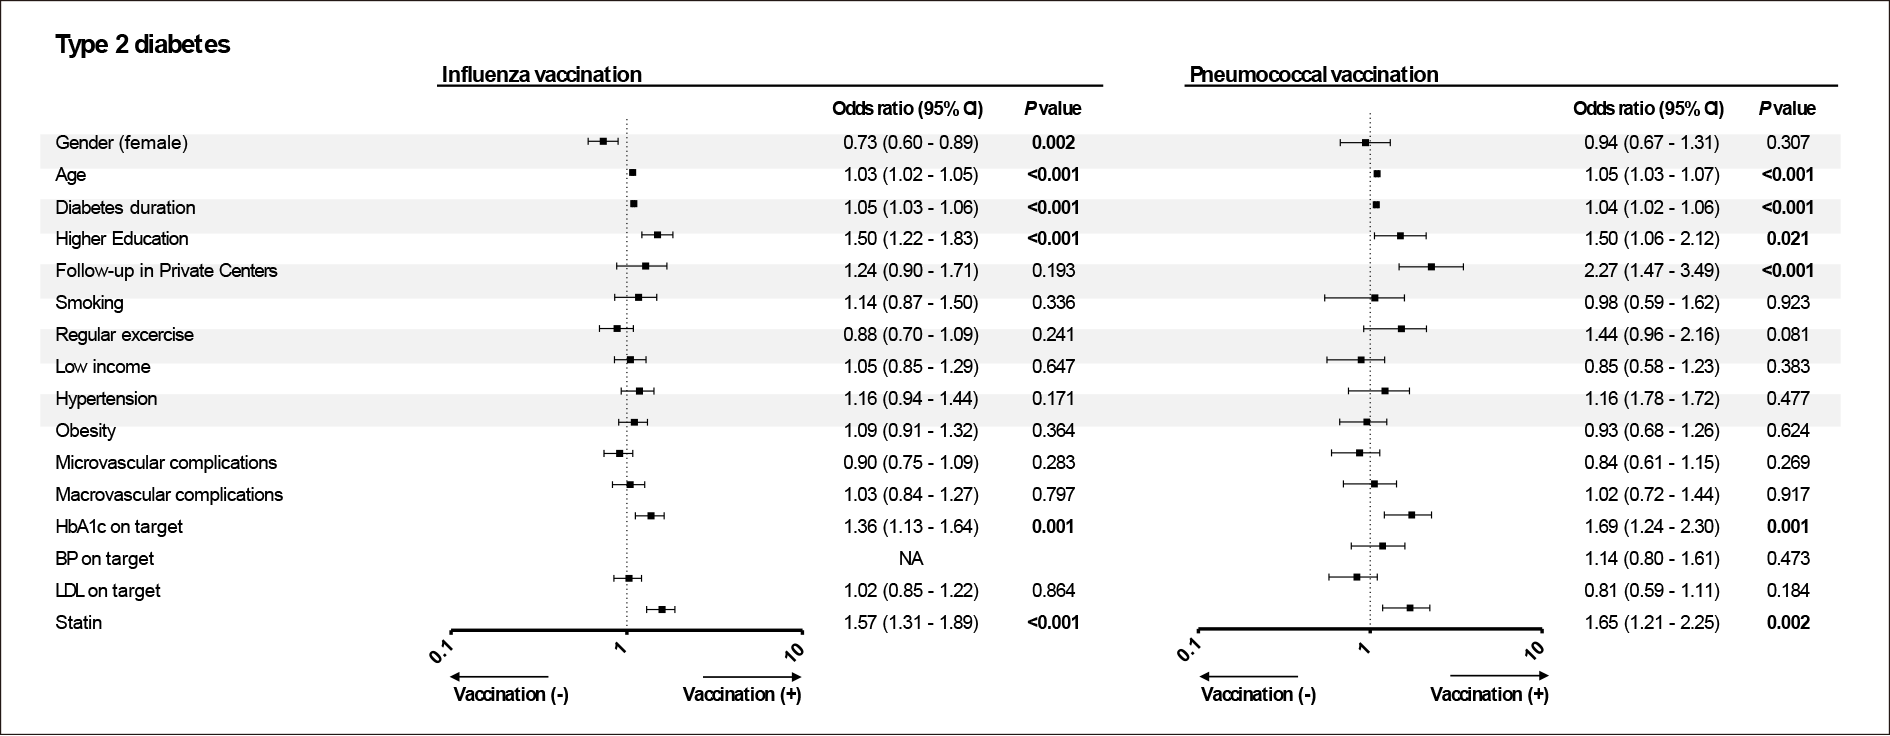 Type 2 diabetes
Influenza vaccination Pneumococcal vaccination
Odds ratio (95% CI) P value Odds ratio (95% CI) P value
Gender (female) 0.73 (0.60 - 0.89) 0.002 0.94 (0.67 - 1.31) 0.307
Age 1.03 (1.02 - 1.05) <0.001 1.05 (1.03 - 1.07) <0.001
Diabetes duration 1.05 (1.03 - 1.06) <0.001 1.04 (1.02 - 1.06) <0.001
Higher Education 1.50 (1.22 - 1.83) <0.001 1.50 (1.06 - 2.12) 0.021
Follow-up in Private Centers 1.24 (0.90 - 1.71) 0.193 2.27 (1.47 - 3.49) <0.001
Smoking 1.14 (0.87 - 1.50) 0.336 0.98 (0.59 - 1.62) 0.923
Regular excercise 0.88 (0.70 - 1.09) 0.241 1.44 (0.96 - 2.16) 0.081
Low income 1.05 (0.85 - 1.29) 0.647 0.85 (0.58 - 1.23) 0.383
Hypertension 1.16 (0.94 - 1.44) 0.171 1.16 (1.78 - 1.72) 0.477
Obesity 1.09 (0.91 - 1.32) 0.364 0.93 (0.68 - 1.26) 0.624
Microvascular complications 0.90 (0.75 - 1.09) 0.283 0.84 (0.61 - 1.15) 0.269
Macrovascular complications 1.03 (0.84 - 1.27) 0.797 1.02 (0.72 - 1.44) 0.917
HbA1c on target 1.36 (1.13 - 1.64) 0.001 1.69 (1.24 - 2.30) 0.001
BP on target NA 1.14 (0.80 - 1.61) 0.473
LDL on target 1.02 (0.85 - 1.22) 0.864 0.81 (0.59 - 1.11) 0.184
Statin 1.57 (1.31 - 1.89) <0.001 1.65 (1.21 - 2.25) 0.002
0.1 1 10 0.1 1 10
Vaccination (-) Vaccination (+) Vaccination (-) Vaccination (+)